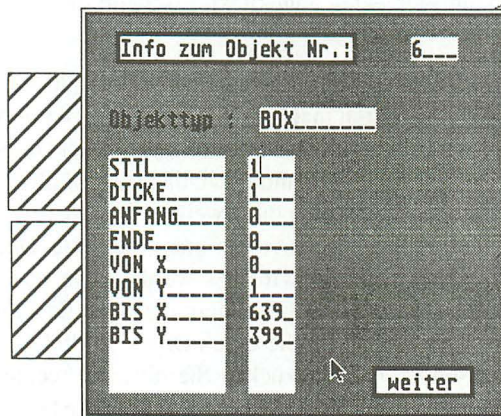 Info zum Objekt Nr.: 6___
Objekttyp : BOX_______
STIL______ 1___
DICKE_____ 1___
ANFANG____ 0___
ENDE______ 0___
VON X_____ 0___
VON Y_____ 1___
BIS X_____ 639_
BIS Y_____ 399_
weiter